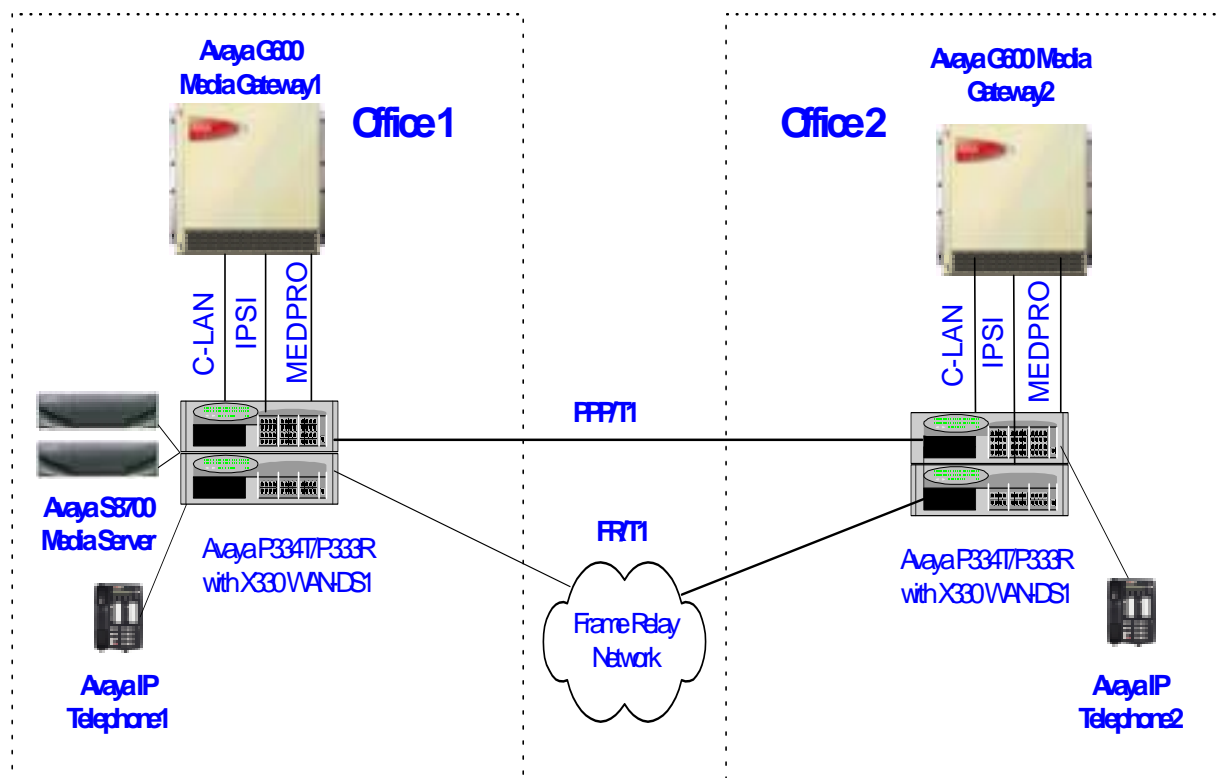 Avaya G600
Media Gateway1
Office 1
C-LAN
IPSI
MEDPRO
Avaya S8700
Media Server
Avaya P334T/P333R
with X330 WAN-DS1
Avaya IP
Telephone1
PPP/T1
FR/T1
Frame Relay
Network
Avaya G600 Media
Gateway2
Office 2
C-LAN
IPSI
MEDPRO
Avaya P334T/P333R
with X330 WAN-DS1
Avaya IP
Telephone2